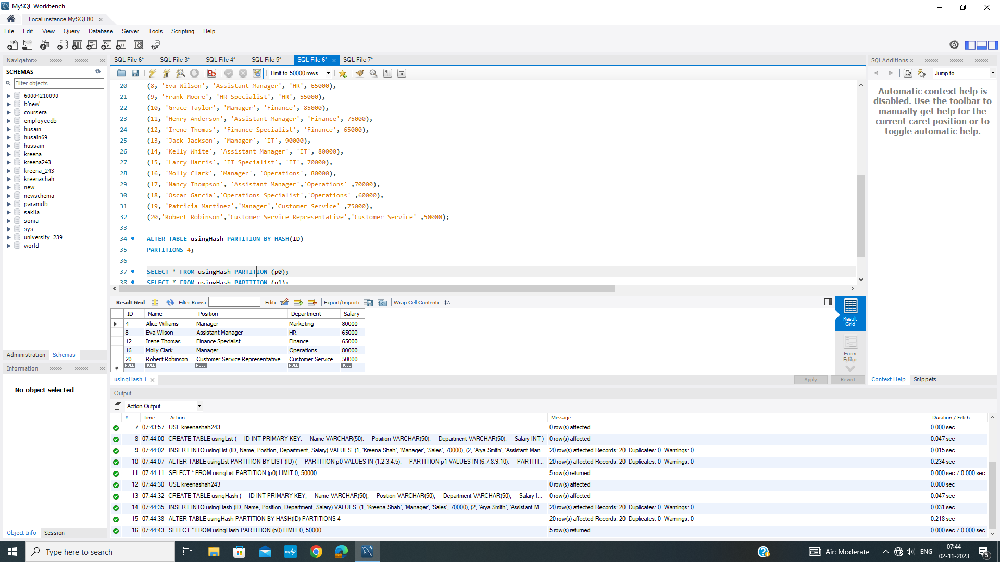 MySQL Workbench
Local instance MySQL80
File Edit View Query Database Server Tools Scripting Help
Navigator
SCHEMAS
Filter objects
60004210090
b'new'
coursera
employeedb
husain
husain69
hussain
kreena
kreena243
kreena_243
kreenashah
new
newschema
paramdb
sakila
sonia
sys
university_239
world
Administration Schemas
Information
No object selected
Object Info Session
SQL File 6* SQL File 3* SQL File 4* SQL File 5* SQL File 6* SQL File 7*
Limit to 50000 rows
20 (8, 'Eva Wilson', 'Assistant Manager', 'HR', 65000),
21 (9, 'Frank Moore', 'HR Specialist', 'HR', 55000),
22 (10, 'Grace Taylor', 'Manager', 'Finance', 85000),
23 (11, 'Henry Anderson', 'Assistant Manager', 'Finance', 75000),
24 (12, 'Irene Thomas', 'Finance Specialist', 'Finance', 65000),
25 (13, 'Jack Jackson', 'Manager', 'IT', 90000),
26 (14, 'Kelly White', 'Assistant Manager', 'IT', 80000),
27 (15, 'Larry Harris', 'IT Specialist', 'IT', 70000),
28 (16, 'Molly Clark', 'Manager', 'Operations', 80000),
29 (17, 'Nancy Thompson', 'Assistant Manager','Operations' ,70000),
30 (18, 'Oscar Garcia','Operations Specialist','Operations' ,60000),
31 (19, 'Patricia Martinez','Manager','Customer Service' ,75000),
32 (20,'Robert Robinson','Customer Service Representative','Customer Service' ,50000);
33
34 ALTER TABLE usingHash PARTITION BY HASH(ID)
35 PARTITIONS 4;
36
37 SELECT * FROM usingHash PARTITION (p0);
38 SELECT * FROM usingHash PARTITION (p1);
Result Grid Filter Rows: Edit: Export/Import: Wrap Cell Content:
ID Name Position Department Salary
4 Alice Williams Manager Marketing 80000
8 Eva Wilson Assistant Manager HR 65000
12 Irene Thomas Finance Specialist Finance 65000
16 Molly Clark Manager Operations 80000
20 Robert Robinson Customer Service Representative Customer Service 50000
NULL NULL NULL NULL NULL
Result Grid
Form Editor
usingHash 1
Apply Revert
SQLAdditions
Jump to
Automatic context help is
disabled. Use the toolbar to
manually get help for the
current caret position or to
toggle automatic help.
Context Help Snippets
Output
Action Output
# Time Action Message Duration / Fetch
7 07:43:57 USE kreenashah243 0 row(s) affected 0.000 sec
8 07:44:00 CREATE TABLE usingList ( ID INT PRIMARY KEY, Name VARCHAR(50), Position VARCHAR(50), Department VARCHAR(50), Salary INT ) 0 row(s) affected 0.047 sec
9 07:44:02 INSERT INTO usingList (ID, Name, Position, Department, Salary) VALUES (1, 'Kreena Shah', 'Manager', 'Sales', 70000), (2, 'Arya Smith', 'Assistant Man... 20 row(s) affected Records: 20 Duplicates: 0 Warnings: 0 0.015 sec
10 07:44:07 ALTER TABLE usingList PARTITION BY LIST (ID) ( PARTITION p0 VALUES IN (1,2,3,4,5), PARTITION p1 VALUES IN (6,7,8,9,10), PARTITI... 20 row(s) affected Records: 20 Duplicates: 0 Warnings: 0 0.234 sec
11 07:44:11 SELECT * FROM usingList PARTITION (p0) LIMIT 0, 50000 5 row(s) returned 0.000 sec / 0.000 sec
12 07:44:30 USE kreenashah243 0 row(s) affected 0.000 sec
13 07:44:32 CREATE TABLE usingHash ( ID INT PRIMARY KEY, Name VARCHAR(50), Position VARCHAR(50), Department VARCHAR(50), Salary I... 0 row(s) affected 0.047 sec
14 07:44:35 INSERT INTO usingHash (ID, Name, Position, Department, Salary) VALUES (1, 'Kreena Shah', 'Manager', 'Sales', 70000), (2, 'Arya Smith', 'Assistant M... 20 row(s) affected Records: 20 Duplicates: 0 Warnings: 0 0.031 sec
15 07:44:38 ALTER TABLE usingHash PARTITION BY HASH(ID) PARTITIONS 4 20 row(s) affected Records: 20 Duplicates: 0 Warnings: 0 0.218 sec
16 07:44:43 SELECT * FROM usingHash PARTITION (p0) LIMIT 0, 50000 5 row(s) returned 0.000 sec / 0.000 sec
Type here to search
Air: Moderate
ENG
07:44
02-11-2023
5